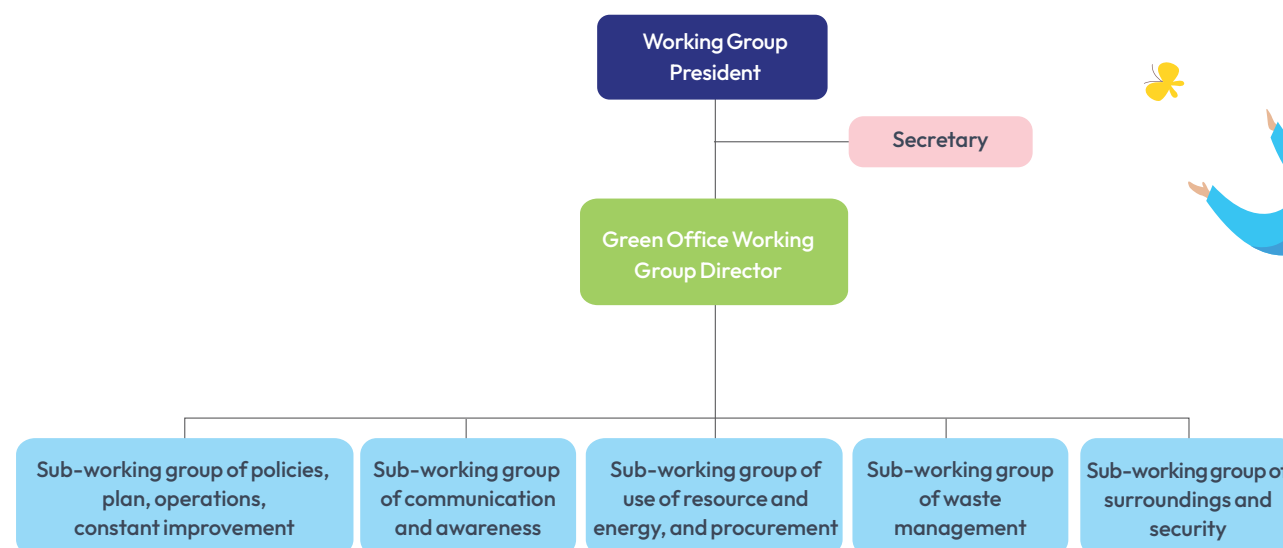 Working Group
President
Secretary
Green Office Working
Group Director
Sub-working group of policies,
plan, operations,
constant improvement
Sub-working group
of communication
and awareness
Sub-working group of
use of resource and
energy, and procurement
Sub-working group
of waste
management
Sub-working group of
surroundings and
security